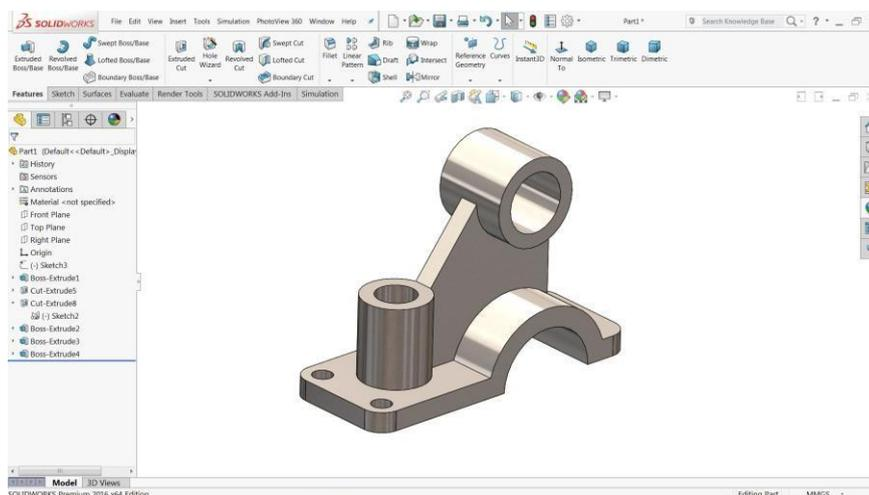 SOLIDWORKS File Edit View Insert Tools Simulation PhotoView 360 Window Help Part1 * Search Knowledge Base
Extruded Boss/Base
Revolved Boss/Base
Swept Boss/Base
Lofted Boss/Base
Boundary Boss/Base
Extruded Cut
Hole Wizard
Revolved Cut
Swept Cut
Lofted Cut
Boundary Cut
Fillet
Linear Pattern
Rib
Draft
Shell
Wrap
Intersect
Mirror
Reference Geometry
Curves
Instant3D
Normal To
Isometric
Trimetric
Dimetric
Features Sketch Surfaces Evaluate Render Tools SOLIDWORKS Add-Ins Simulation
Part1 (Default<<Default>_Display
History
Sensors
Annotations
Material <not specified>
Front Plane
Top Plane
Right Plane
Origin
(-) Sketch3
Boss-Extrude1
Cut-Extrude5
Cut-Extrude8
(-) Sketch2
Boss-Extrude2
Boss-Extrude3
Boss-Extrude4
Model 3D Views
SOLIDWORKS Premium 2016 x64 Edition Editing Part MMGS